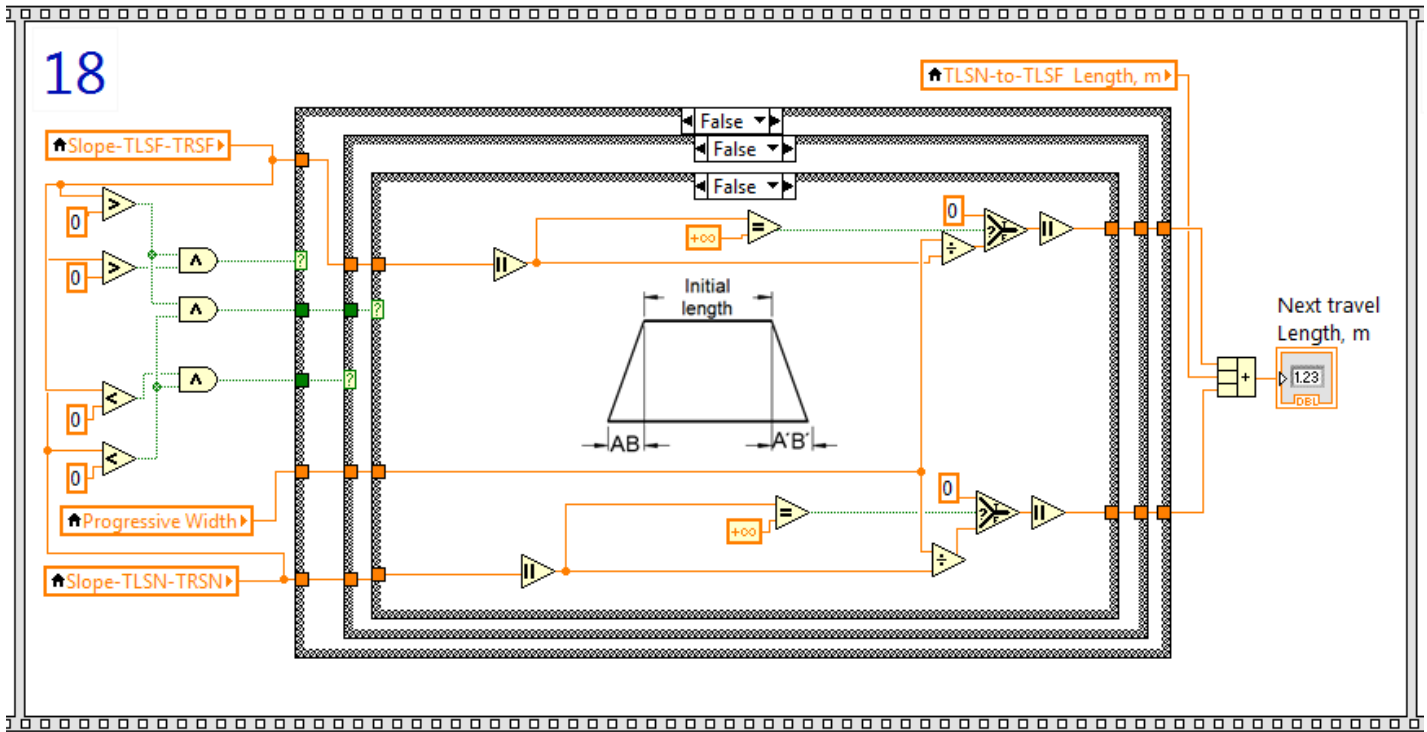 18
TLSN-to-TLSF Length, m
False
False
False
Slope-TLSF-TRSF
>
0
>
0
∧
∧
∧
<
0
<
0
Progressive Width
Slope-TLSN-TRSN
?
?
?
=
+∞
0
÷
?
T
F
Initial
length
AB
A'B'
=
+∞
0
÷
?
F
+
Next travel
Length, m
1.23
DBL